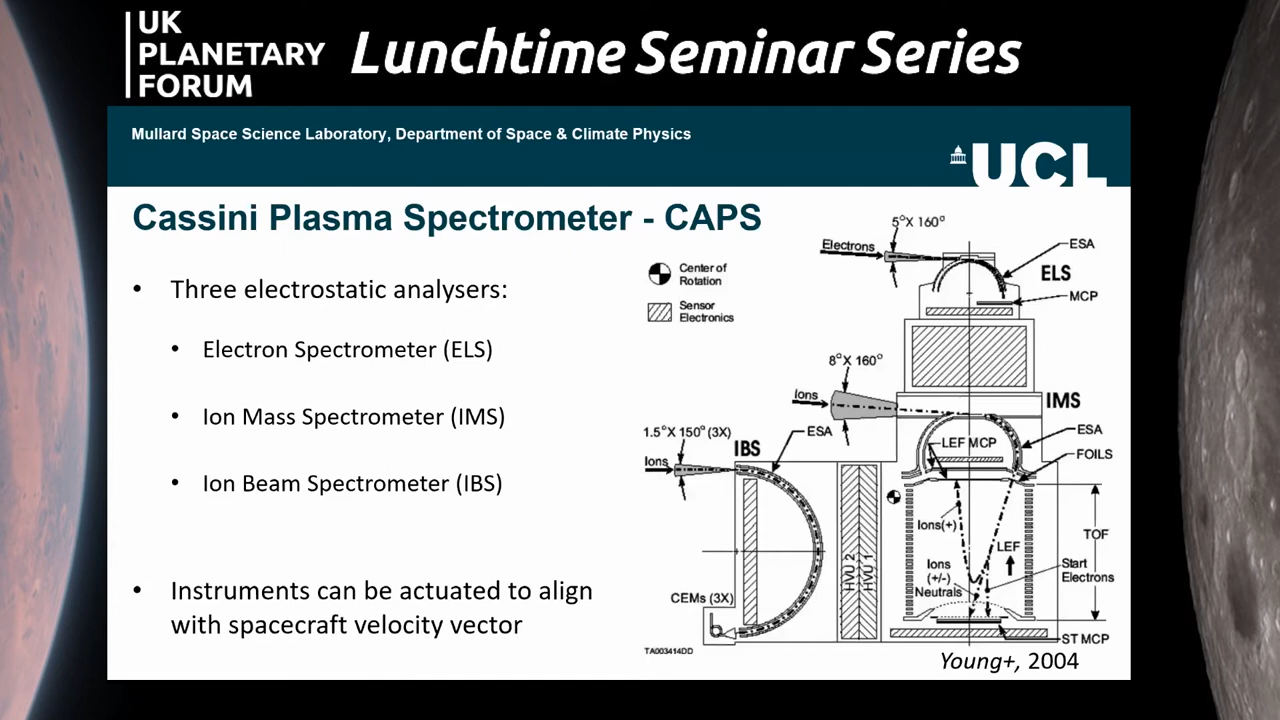 UK
PLANETARY
FORUM
Lunchtime Seminar Series
Mullard Space Science Laboratory, Department of Space & Climate Physics
UCL
Cassini Plasma Spectrometer - CAPS
• Three electrostatic analysers:
• Electron Spectrometer (ELS)
• Ion Mass Spectrometer (IMS)
• Ion Beam Spectrometer (IBS)
• Instruments can be actuated to align
with spacecraft velocity vector
5°X 160°
Electrons
ESA
ELS
MCP
Center of
Rotation
Sensor
Electronics
8°X 160°
Ions
IMS
ESA
LEF MCP
FOILS
1.5°X 150°(3X)
IBS
ESA
Ions
HVU 2
HVU 1
Ions(+)
TOF
LEF
Ions
(+/-)
Neutrals
Start
Electrons
CEMs (3X)
ST MCP
TA003414DD
Young+, 2004